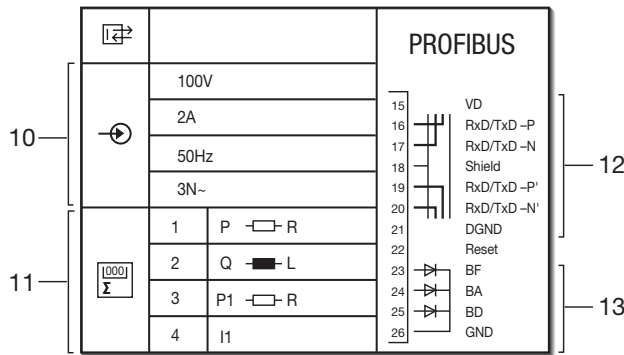 PROFIBUS
100V
2A
50Hz
3N~
10
1 P R
2 Q L
3 P1 R
4 I1
000
Σ
11
15 VD
16 RxD/TxD –P
17 RxD/TxD –N
18 Shield
19 RxD/TxD –P'
20 RxD/TxD –N'
21 DGND
22 Reset
12
23 BF
24 BA
25 BD
26 GND
13